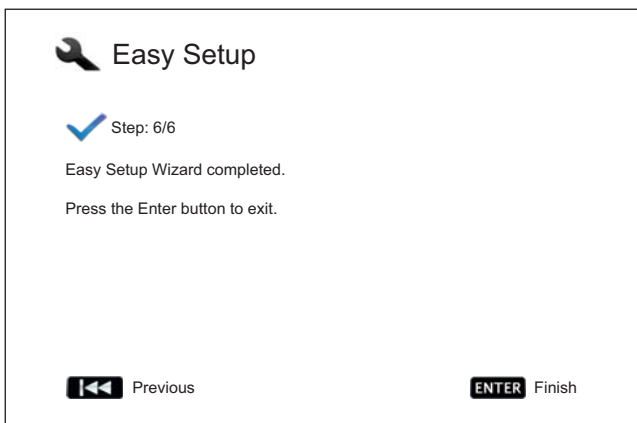 Easy Setup
Step: 6/6
Easy Setup Wizard completed.
Press the Enter button to exit.
Previous
ENTER Finish